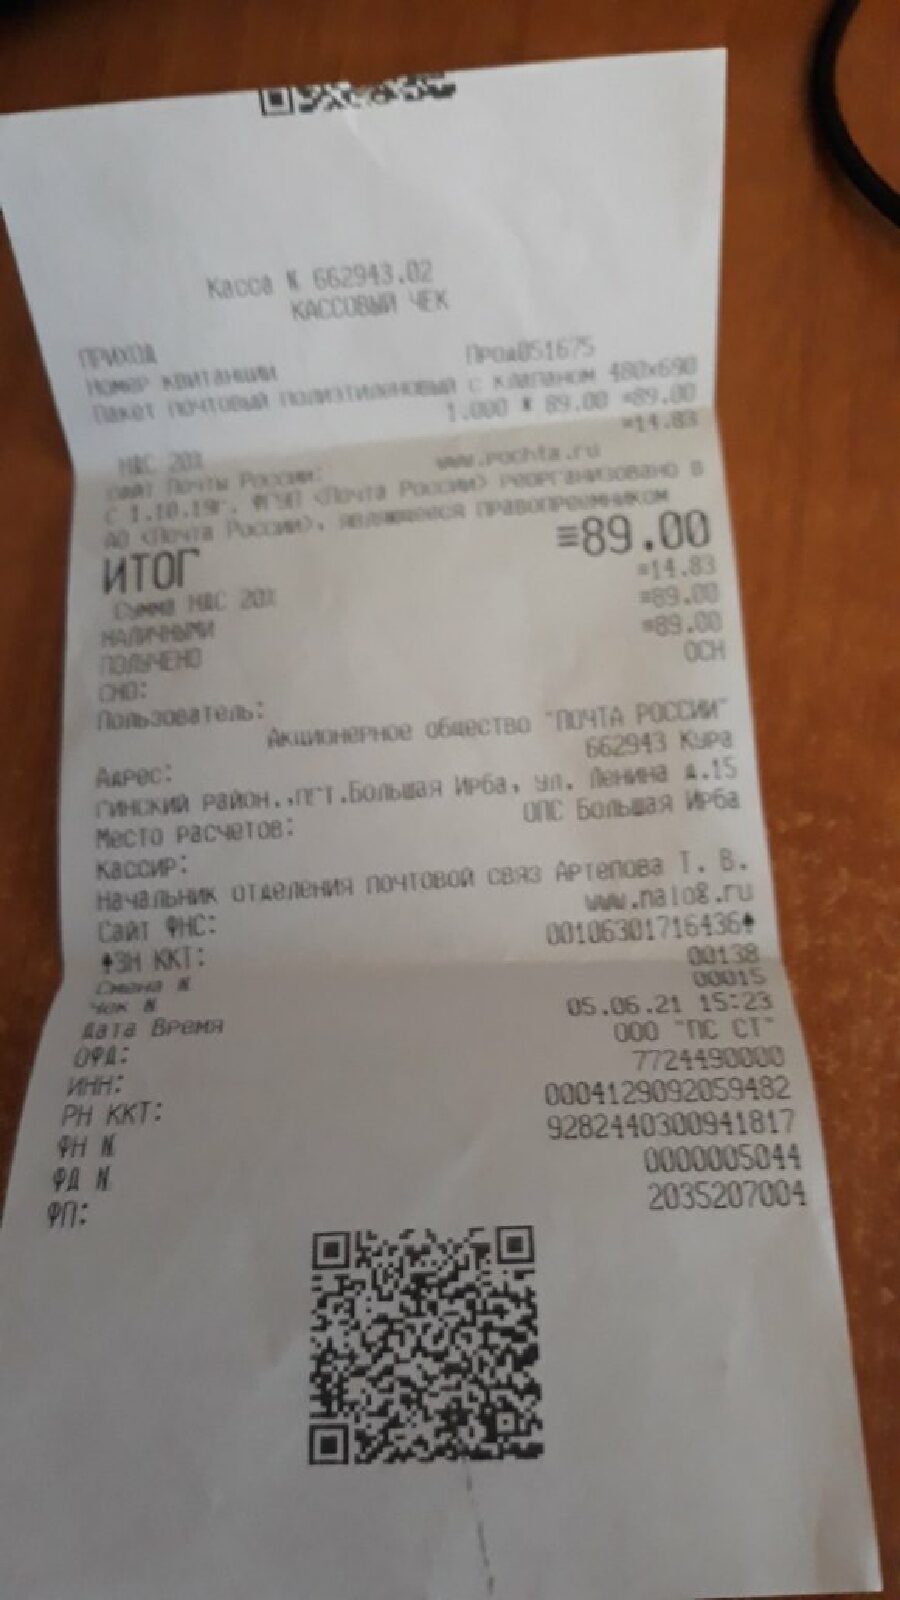 Касса № 662943.02
КАССОВЫЙ ЧЕК
ПРИХОД
Номер квитанции Прод051675
Пакет почтовый полиэтиляновый с клапаном 480х690
1.000 * 89.00 =89.00
НДС 20% =14.83
Сайт Почты России: www.pochta.ru
С 1.10.19г. ФГУП <Почта России> реорганизовано в
АО <Почта России>, являющееся правопреемником
ИТОГ ≡89.00
Сумма НДС 20% =14.83
НАЛИЧНЫМИ =89.00
ПОЛУЧЕНО =89.00
СНО: ОСН
Пользователь:
Акционерное общество "ПОЧТА РОССИИ"
Адрес: 662943 Кура
гинский район.,пгт.Большая Ирба, ул. Ленина д.15
Место расчетов: ОПС Большая Ирба
Кассир:
Начальник отделения почтовой связ Артепова Т. В.
Сайт ФНС: www.nalog.ru
ЗН ККТ: 00106301716436
Смена № 00138
Чек № 00015
Дата Время 05.06.21 15:23
ОФД: ООО "ПС СТ"
ИНН: 7724490000
РН ККТ: 0004129092059482
ФН № 9282440300941817
ФД № 0000005044
ФП: 2035207004